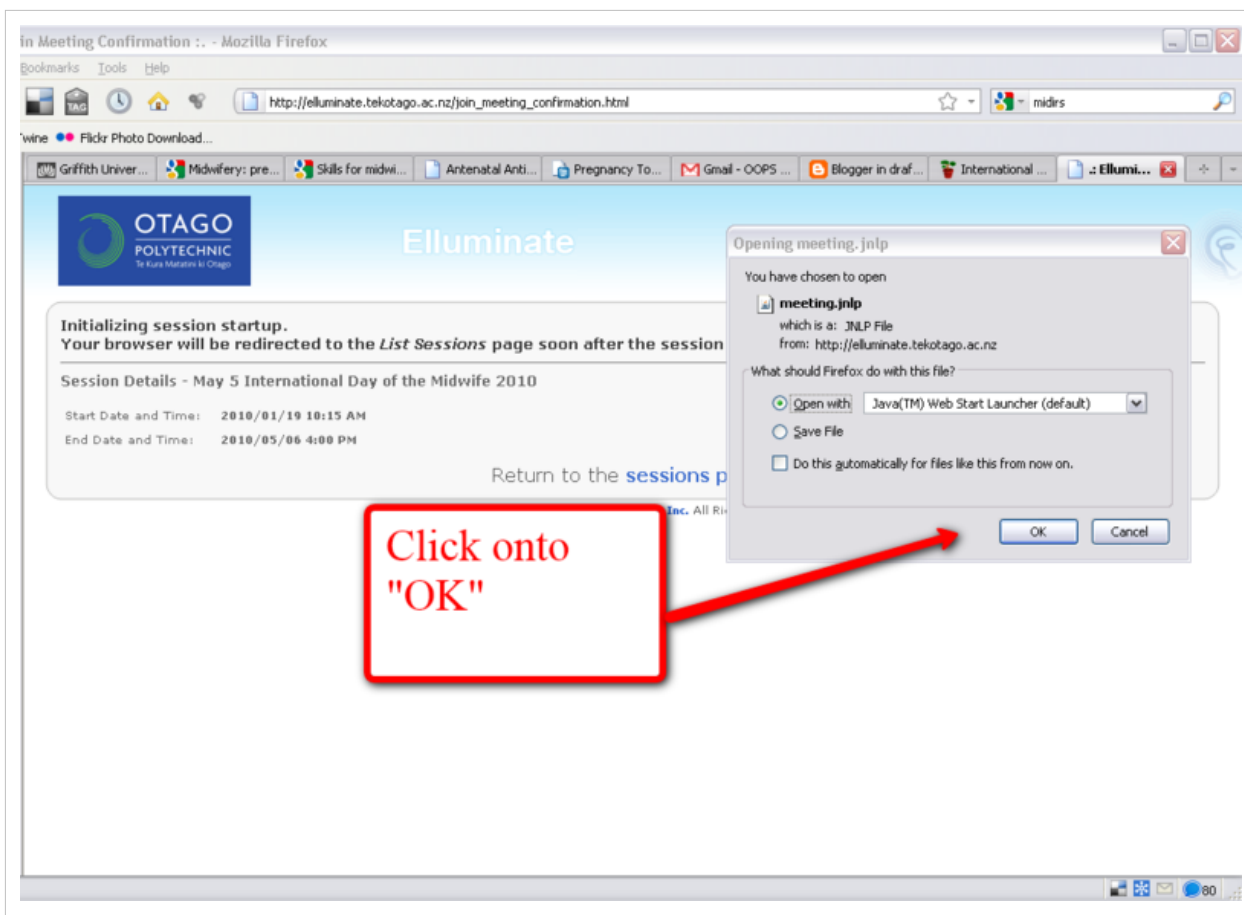 in Meeting Confirmation :. - Mozilla Firefox
Bookmarks Tools Help
TAG
http://elluminate.tekotago.ac.nz/join_meeting_confirmation.html
midirs
Twine Flickr Photo Download...
Griffith Univer... Midwifery: pre... Skills for midwi... Antenatal Anti... Pregnancy To... Gmail - OOPS ... Blogger in draf... International ... .: Ellumi...
OTAGO
POLYTECHNIC
Te Kura Matatini ki Otago
Elluminate
Initializing session startup.
Your browser will be redirected to the List Sessions page soon after the session
Session Details - May 5 International Day of the Midwife 2010
Start Date and Time: 2010/01/19 10:15 AM
End Date and Time: 2010/05/06 4:00 PM
Return to the sessions p
Inc. All Ri
Opening meeting.jnlp
You have chosen to open
meeting.jnlp
which is a: JNLP File
from: http://elluminate.tekotago.ac.nz
What should Firefox do with this file?
Open with Java(TM) Web Start Launcher (default)
Save File
Do this automatically for files like this from now on.
OK Cancel
Click onto
"OK"
80